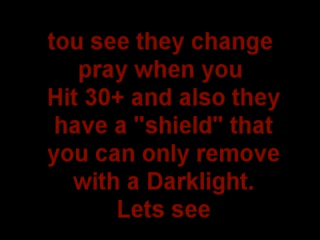 tou see they change
pray when you
Hit 30+ and also they
have a "shield" that
you can only remove
with a Darklight.
Lets see